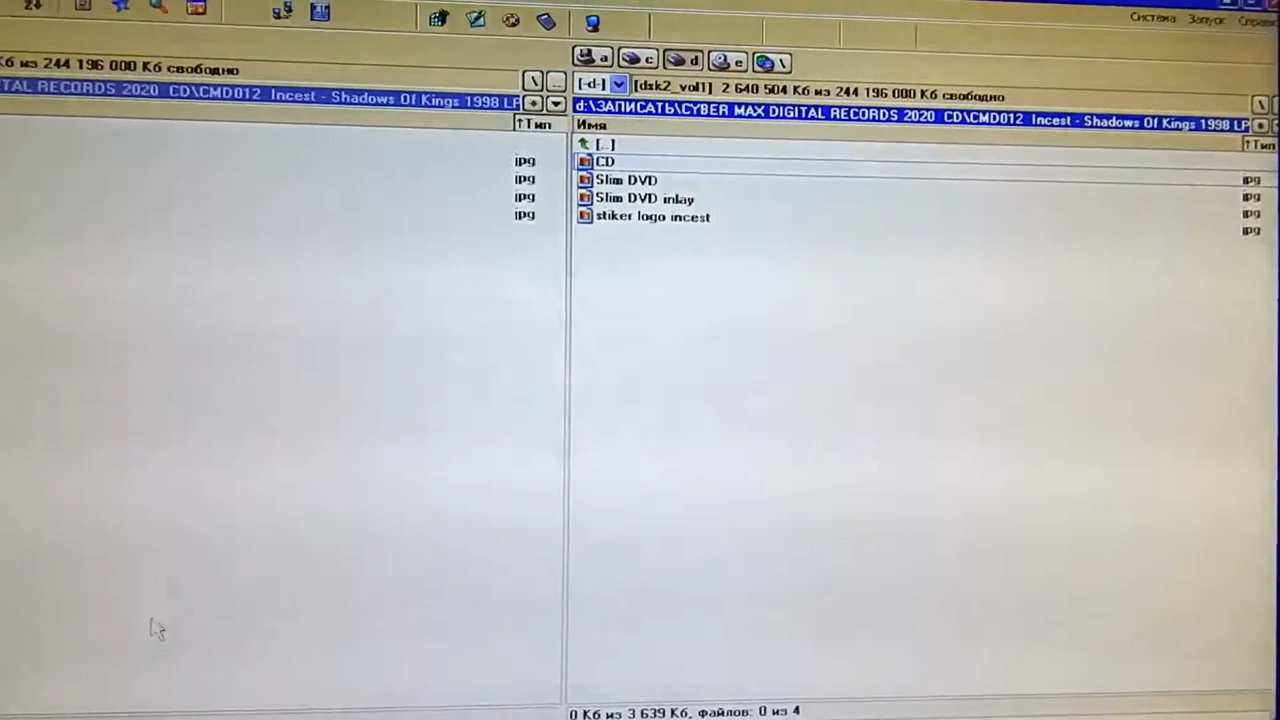 Система Запуск Справк
a c d e \
Кб из 244 196 000 Кб свободно \ ..
[-d-] [dsk2_vol1] 2 640 504 Кб из 244 196 000 Кб свободно \
ITAL RECORDS 2020 CD\CMD012 Incest - Shadows Of Kings 1998 LP *
d:\ЗАПИСАТЬ\CYBER MAX DIGITAL RECORDS 2020 CD\CMD012 Incest - Shadows Of Kings 1998 LP *
↑Тип
Имя ↑Тип
[..]
jpg
CD
jpg
Slim DVD jpg
jpg
Slim DVD inlay jpg
jpg
stiker logo incest jpg
jpg
0 Кб из 3 639 Кб, файлов: 0 из 4